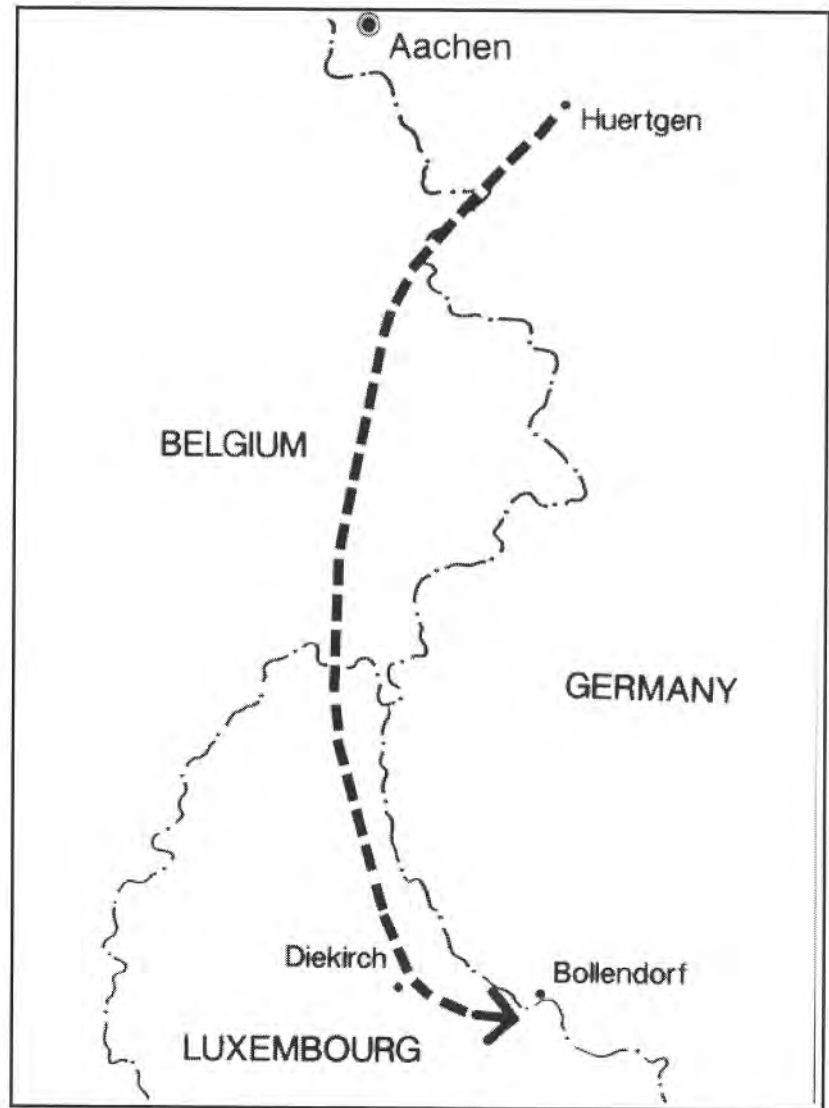 Aachen
Huertgen
BELGIUM
GERMANY
Diekirch
Bollendorf
LUXEMBOURG